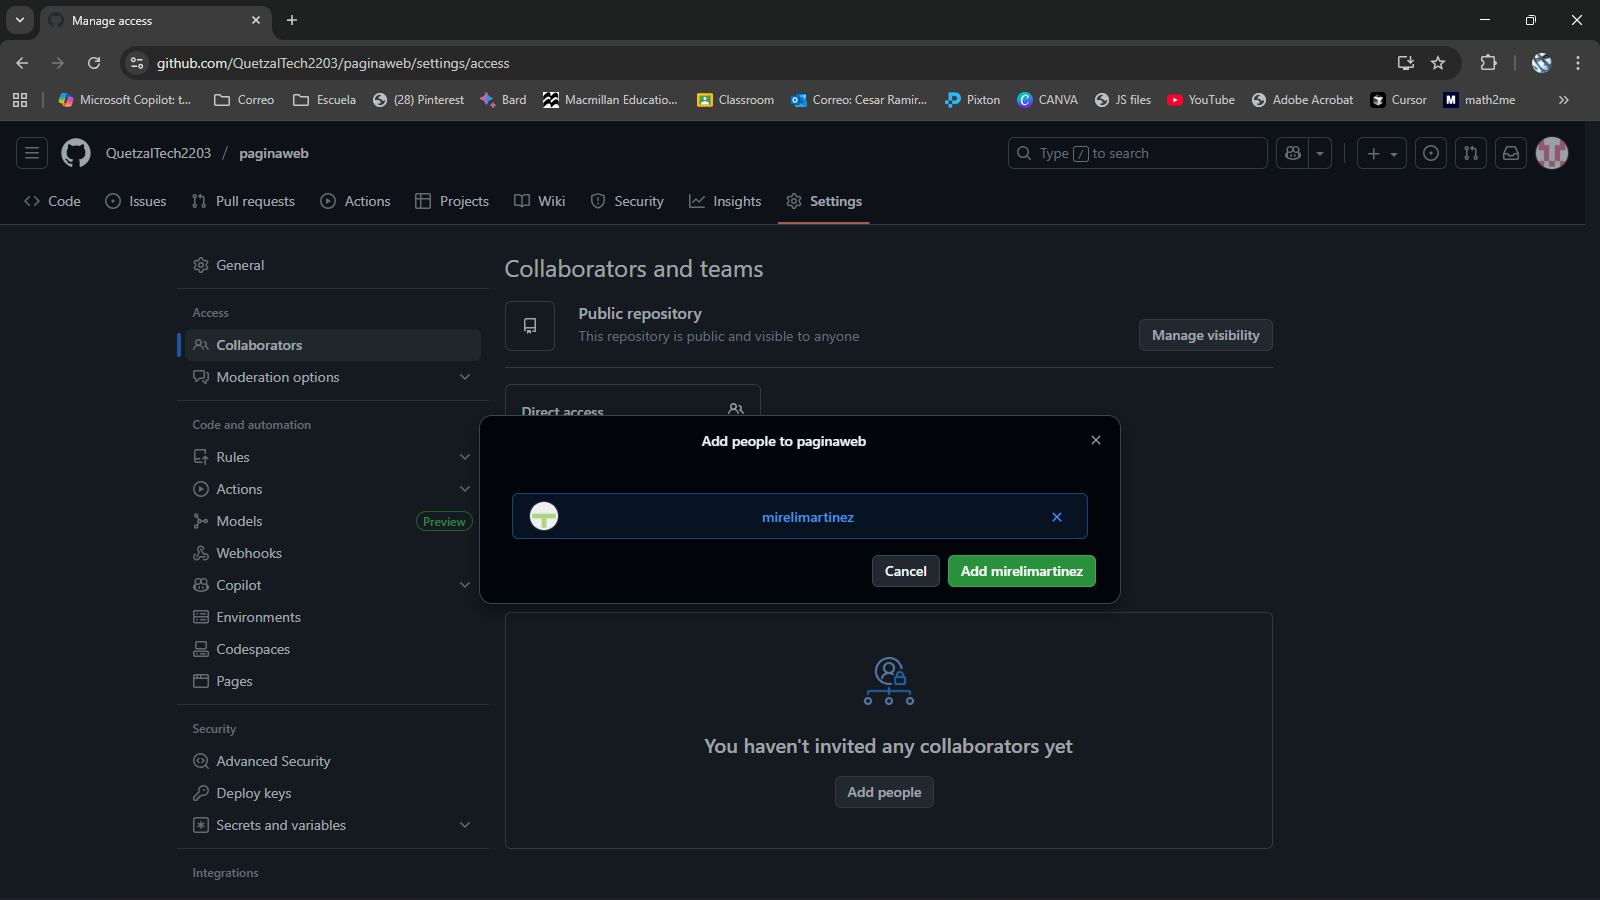 Manage access
github.com/QuetzalTech2203/paginaweb/settings/access
Microsoft Copilot: t... Correo Escuela (28) Pinterest Bard Macmillan Educatio... Classroom Correo: Cesar Ramir... Pixton CANVA JS files YouTube Adobe Acrobat Cursor M math2me
QuetzalTech2203 / paginaweb Type / to search
Code Issues Pull requests Actions Projects Wiki Security Insights Settings
General
Access
Collaborators
Moderation options
Code and automation
Rules
Actions
Models Preview
Webhooks
Copilot
Environments
Codespaces
Pages
Security
Advanced Security
Deploy keys
Secrets and variables
Integrations
Collaborators and teams
Public repository
This repository is public and visible to anyone
Manage visibility
Direct access
Add people to paginaweb
mirelimartinez
Cancel Add mirelimartinez
You haven't invited any collaborators yet
Add people